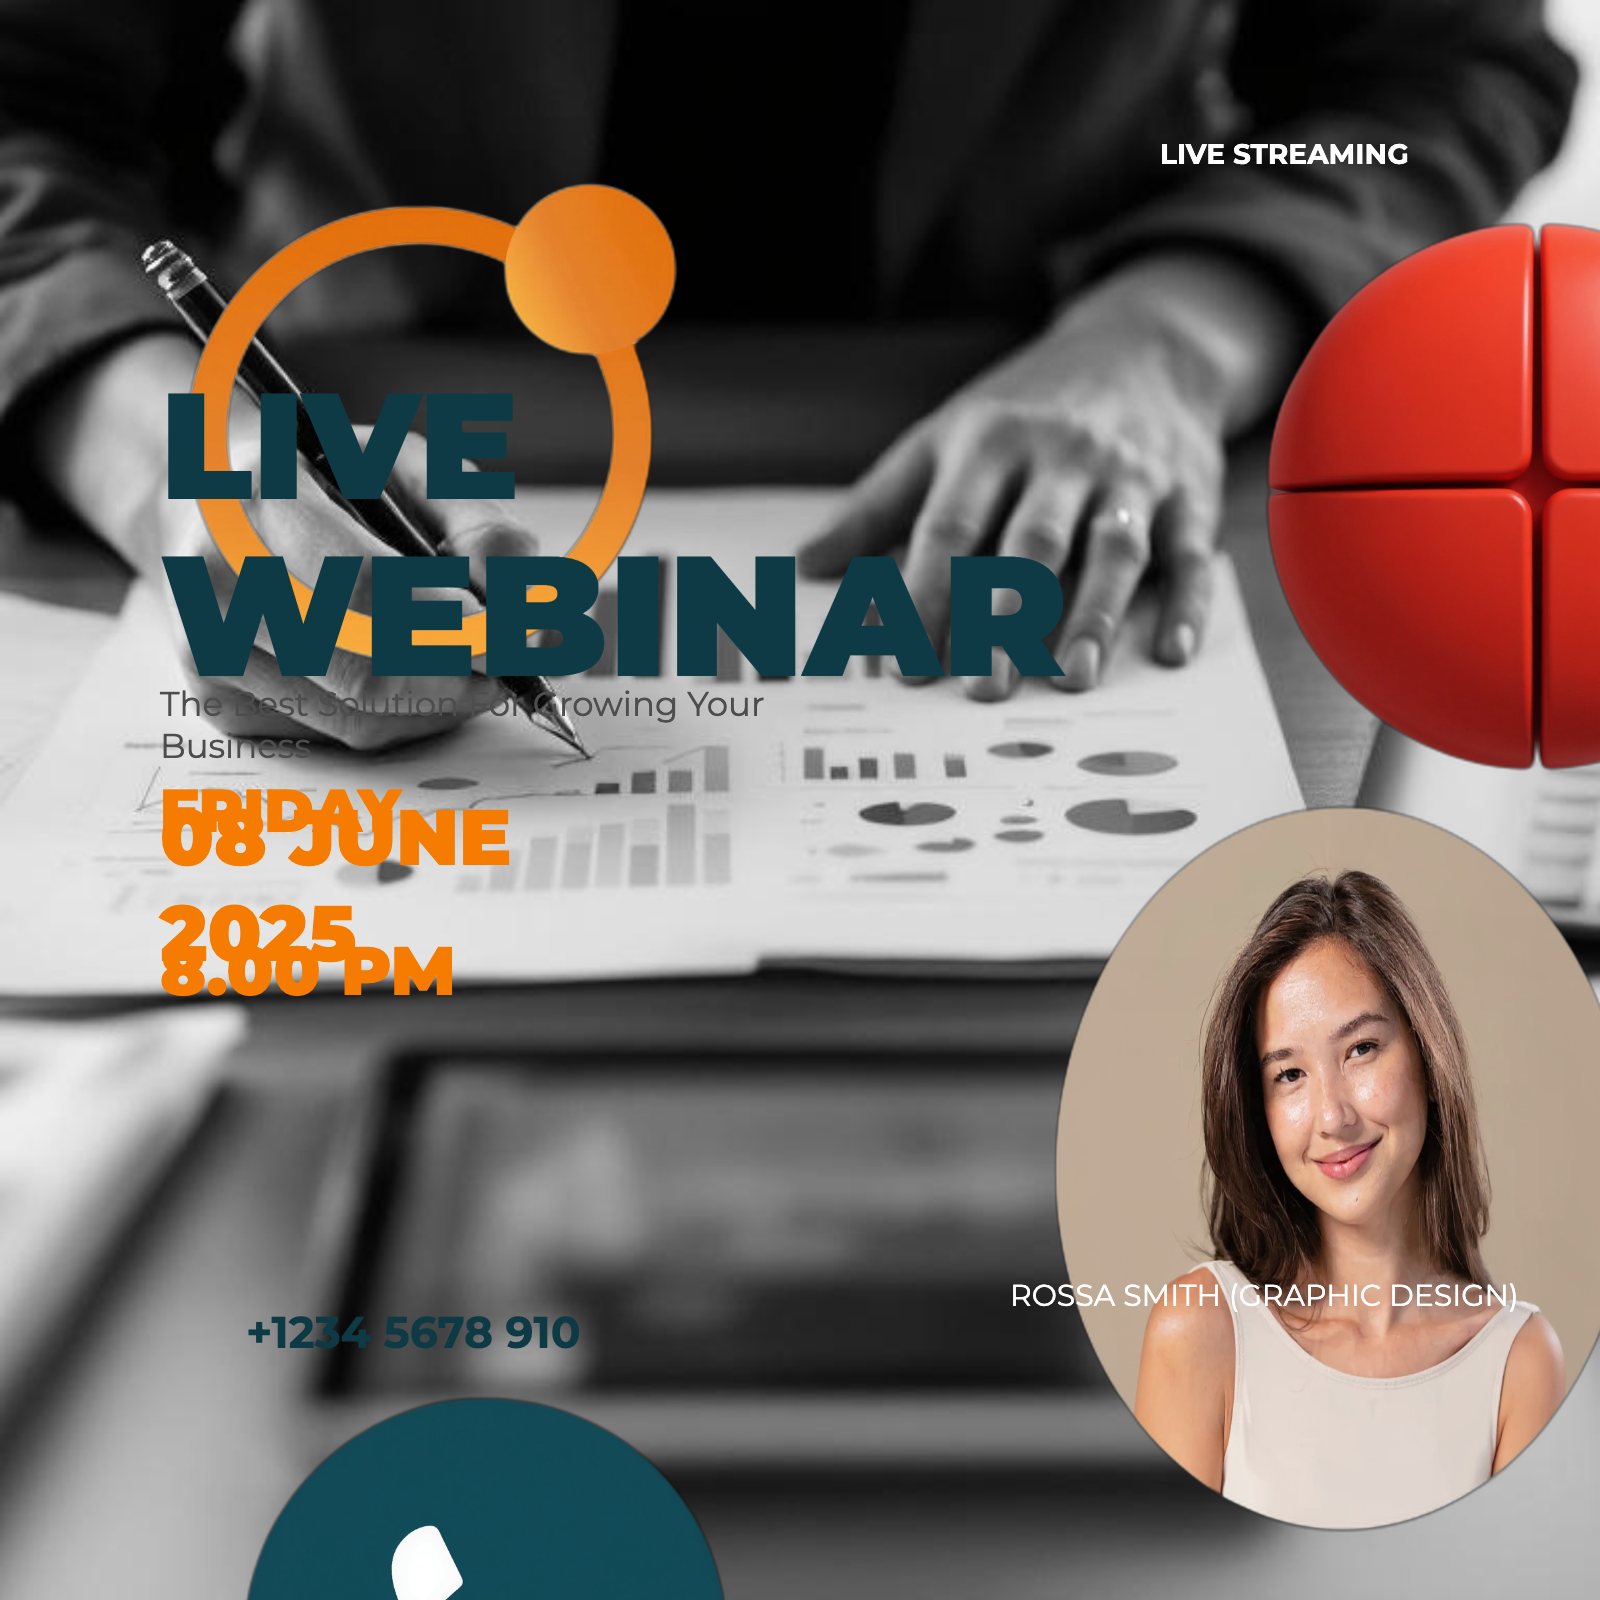 LIVE STREAMING
LIVE
WEBINAR
The Best Solution For Growing Your
Business
FRIDAY
08 JUNE
2025
8.00 PM
ROSSA SMITH (GRAPHIC DESIGN)
+1234 5678 910